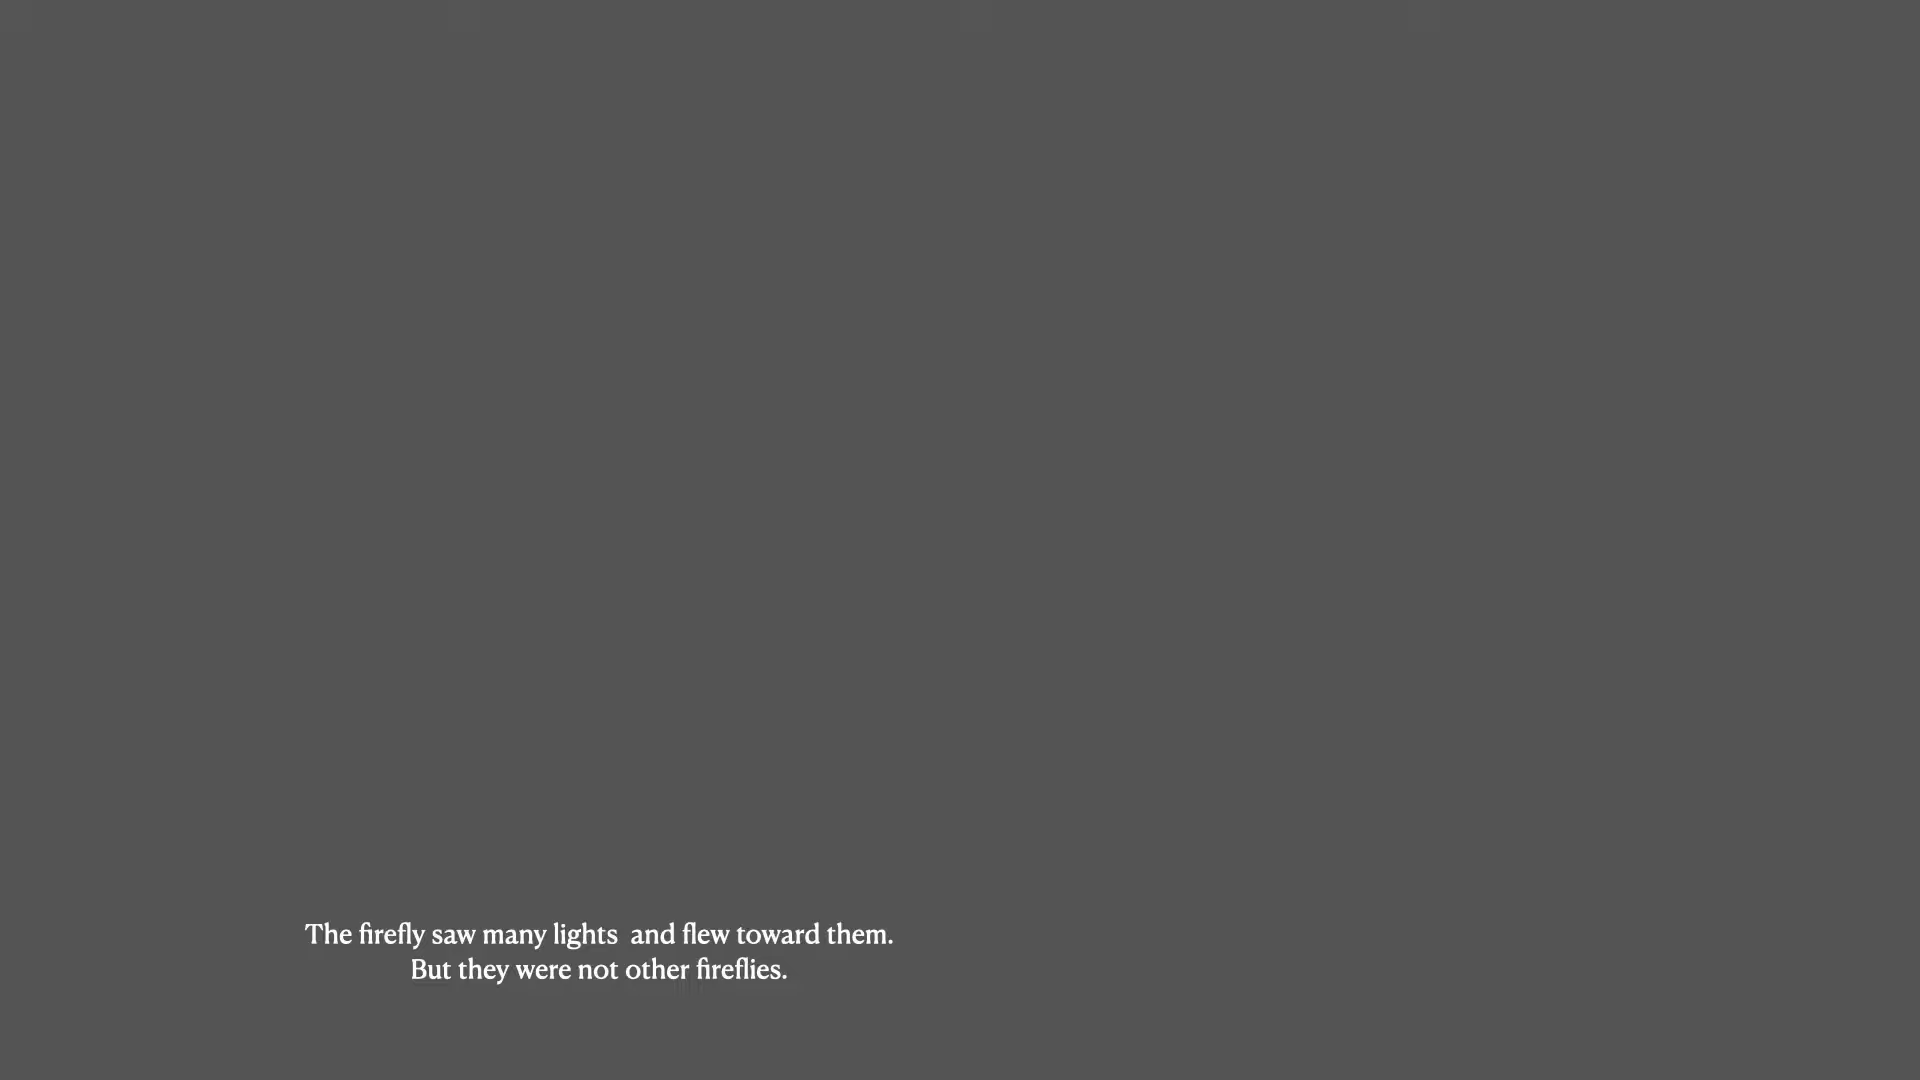 The firefly saw many lights  and flew toward them.
But they were not other fireflies.